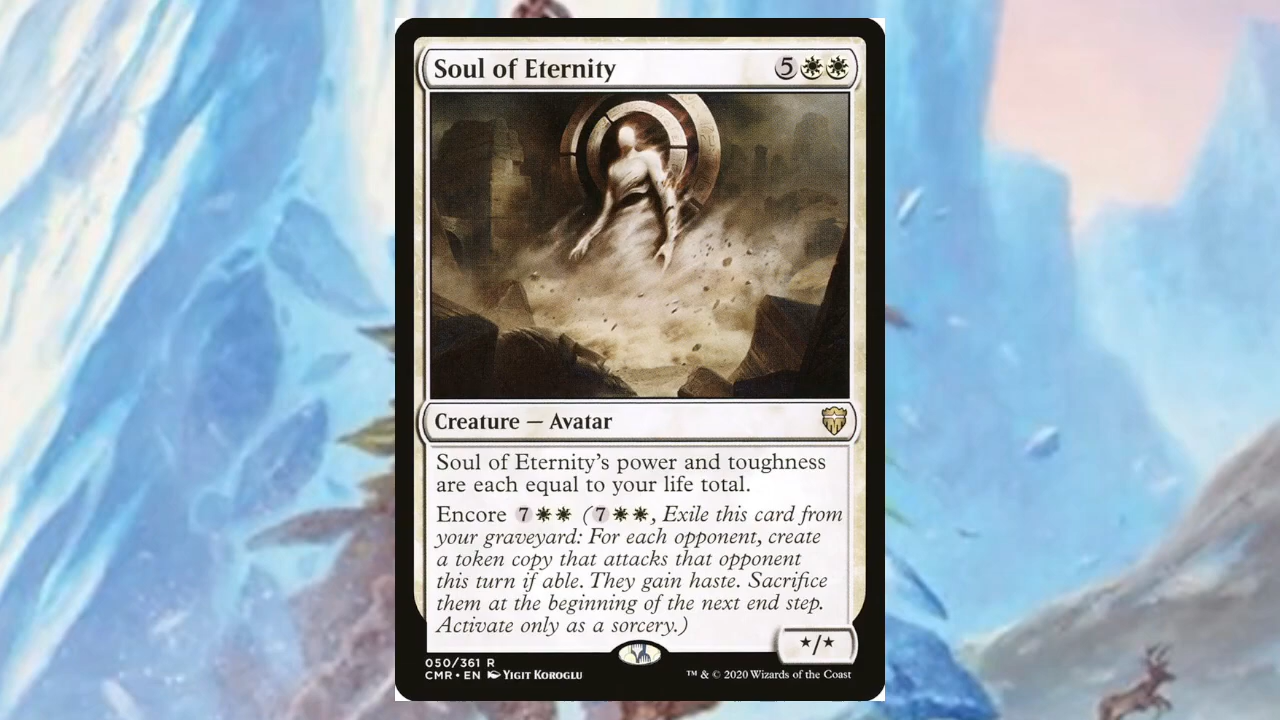 Soul of Eternity 5
Creature — Avatar
Soul of Eternity's power and toughness
are each equal to your life total.
Encore 7 (7, Exile this card from
your graveyard: For each opponent, create
a token copy that attacks that opponent
this turn if able. They gain haste. Sacrifice
them at the beginning of the next end step.
Activate only as a sorcery.)
★/★
050/361 R
CMR • EN Yigit Koroglu
™ & © 2020 Wizards of the Coast